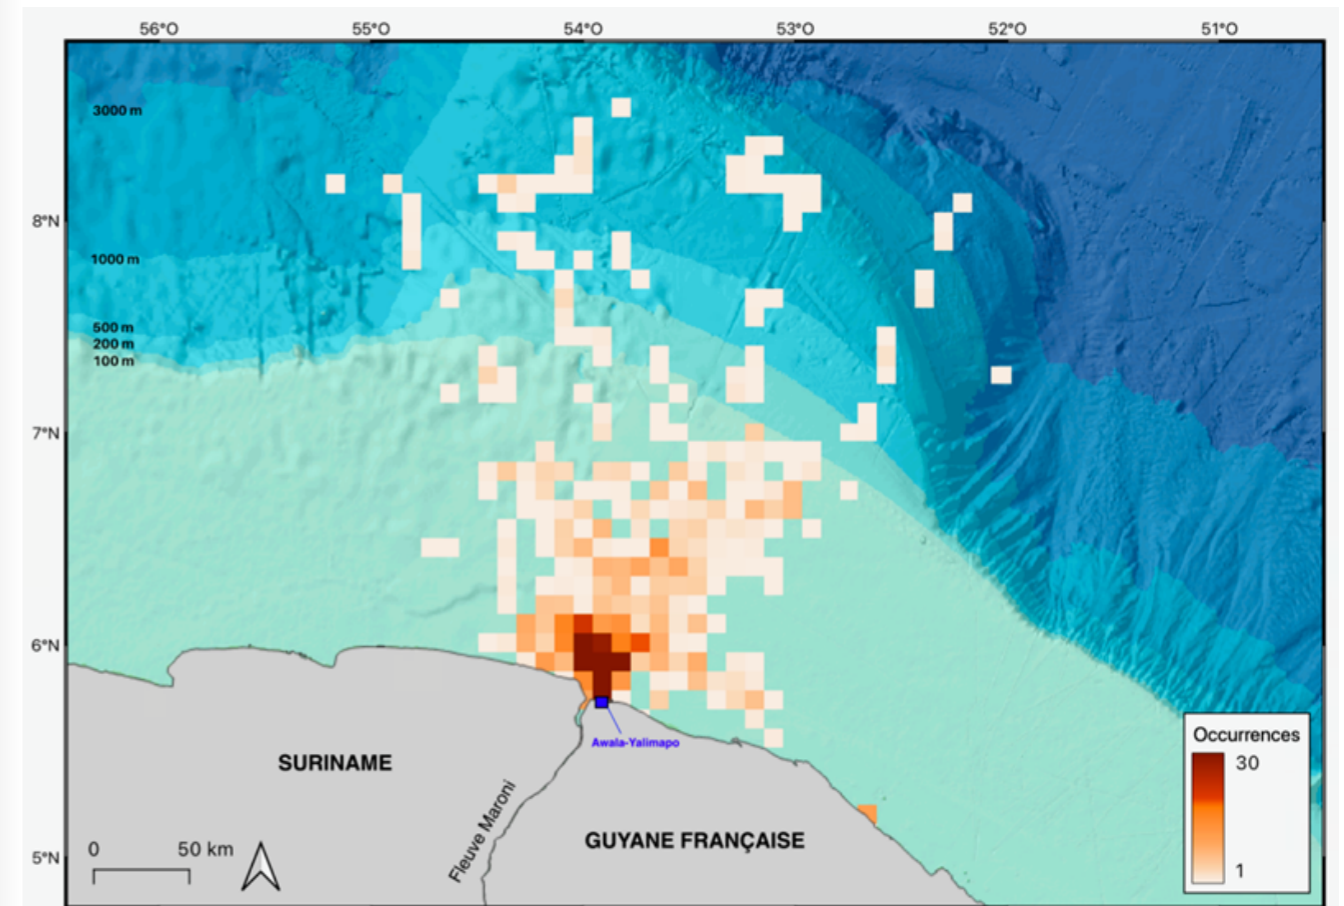 56°O 55°O 54°O 53°O 52°O 51°O
3000 m
8°N
1000 m
500 m
200 m
100 m
7°N
6°N
Awala-Yalimapo
SURINAME
Fleuve Maroni
GUYANE FRANÇAISE
Occurrences
30
1
0 50 km
5°N